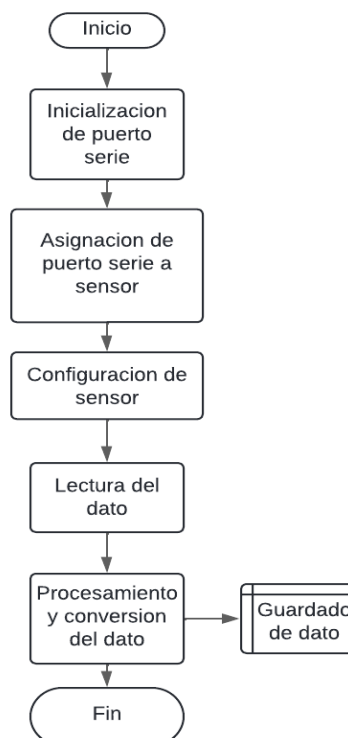 Inicio
Inicializacion
de puerto
serie
Asignacion de
puerto serie a
sensor
Configuracion de
sensor
Lectura del
dato
Procesamiento
y conversion
del dato
Guardado
de dato
Fin